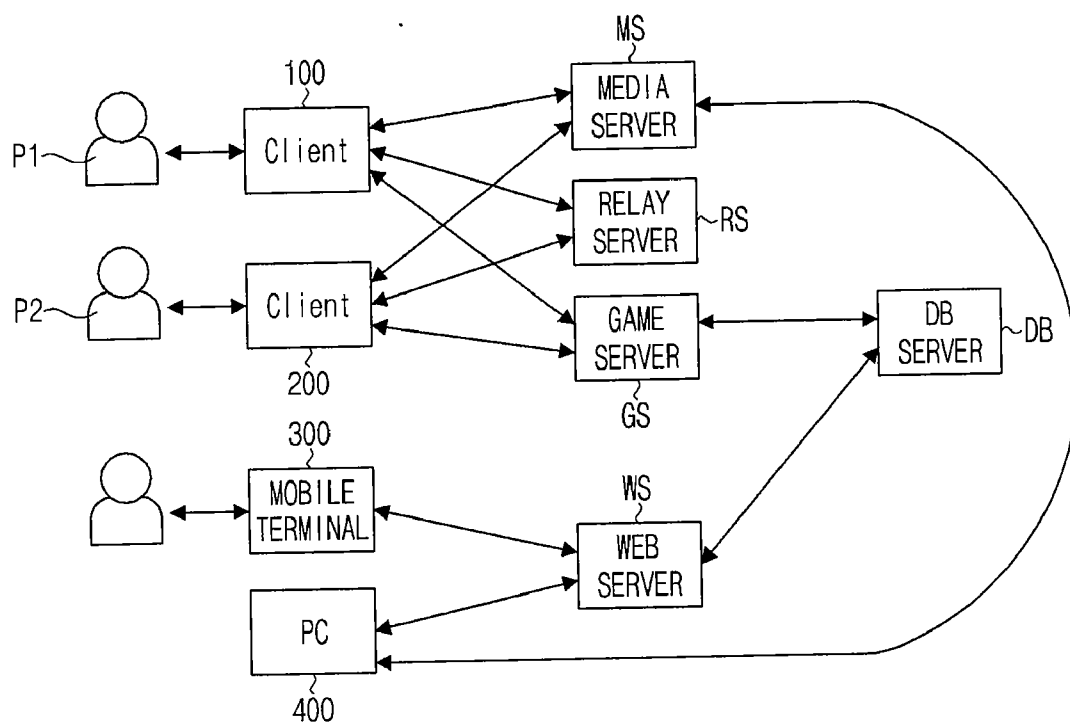 MS
100
MEDIA
SERVER
P1
Client
RELAY
SERVER
RS
P2
Client
GAME
SERVER
DB
SERVER
DB
200
GS
300
MOBILE
TERMINAL
WS
WEB
SERVER
PC
400